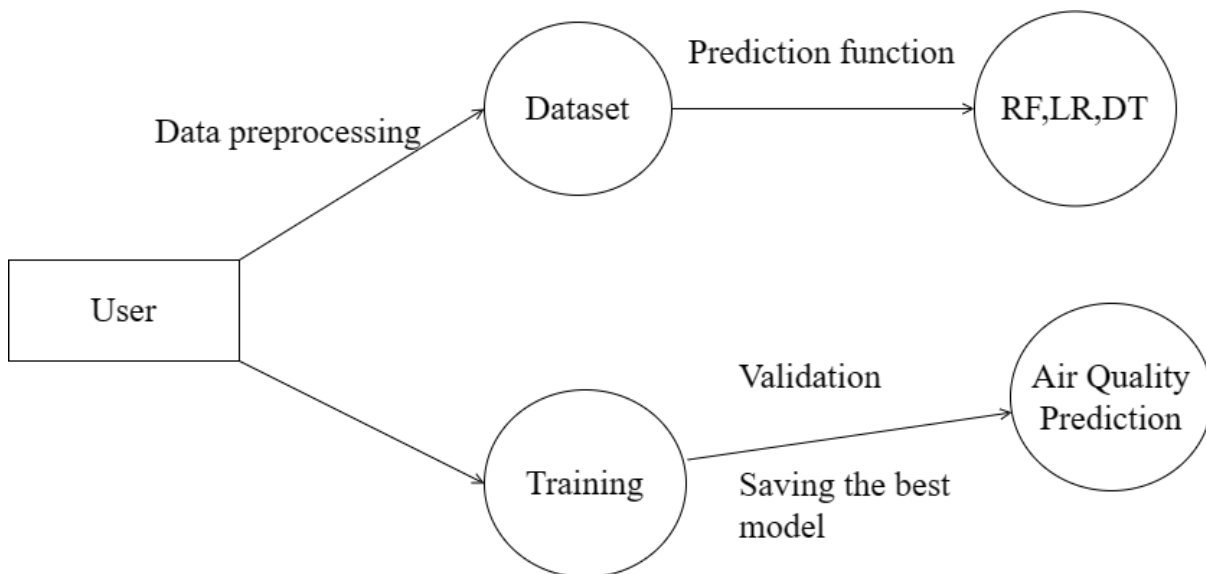 Prediction function
Dataset
RF,LR,DT
Data preprocessing
User
Validation
Air Quality
Prediction
Training
Saving the best
model